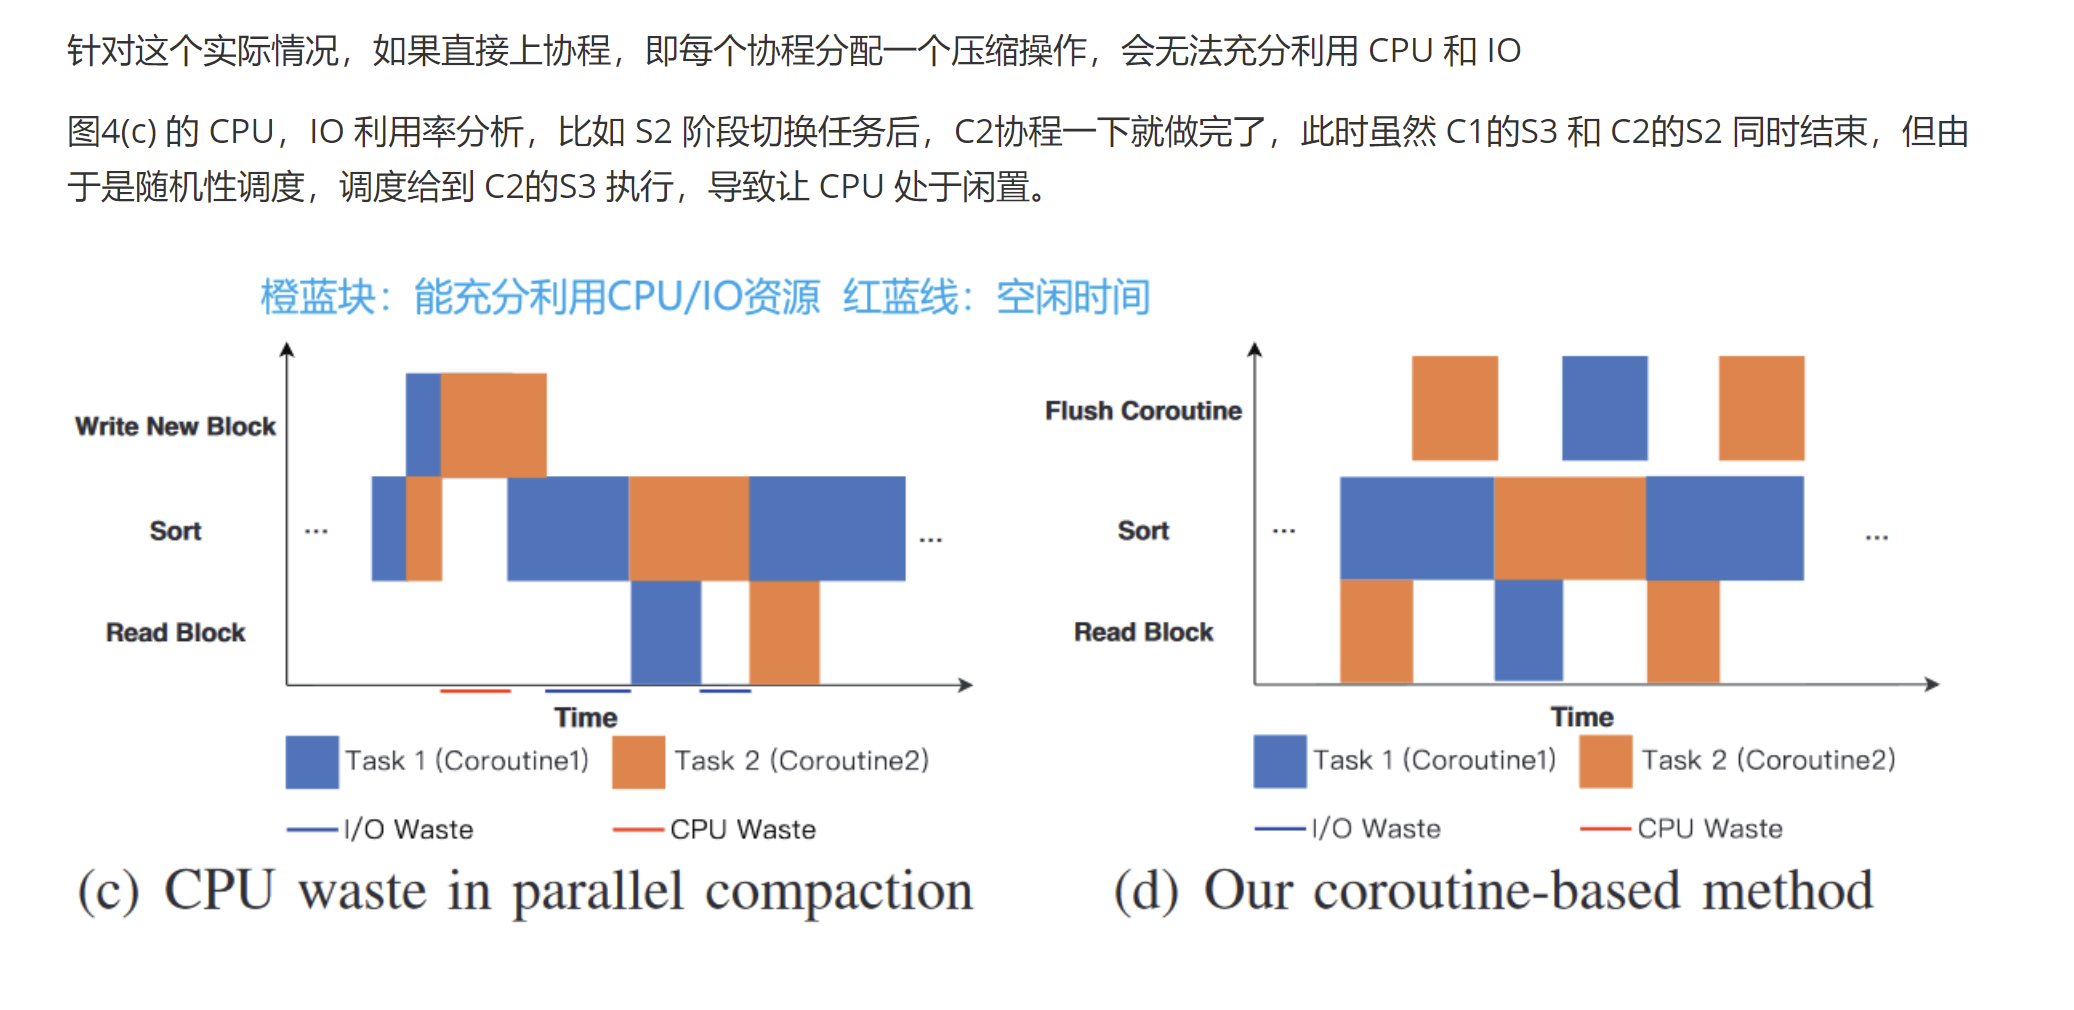 针对这个实际情况，如果直接上协程，即每个协程分配一个压缩操作，会无法充分利用 CPU 和 IO
图4(c) 的 CPU，IO 利用率分析，比如 S2 阶段切换任务后，C2协程一下就做完了，此时虽然 C1的S3 和 C2的S2 同时结束，但由
于是随机性调度，调度给到 C2的S3 执行，导致让 CPU 处于闲置。
橙蓝块：能充分利用CPU/IO资源 红蓝线：空闲时间
Write New Block
Sort
...
...
Read Block
Time
Task 1 (Coroutine1)
Task 2 (Coroutine2)
I/O Waste
CPU Waste
(c) CPU waste in parallel compaction
Flush Coroutine
Sort
...
...
Read Block
Time
Task 1 (Coroutine1)
Task 2 (Coroutine2)
I/O Waste
CPU Waste
(d) Our coroutine-based method